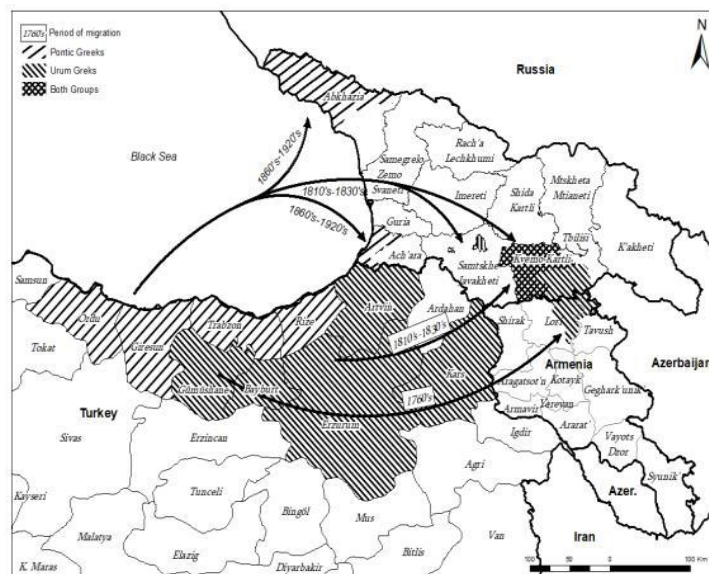 1760's Period of migration
Pontic Greeks
Urum Greks
Both Groups
N
Russia
Black Sea
Abkhazia
1860's-1920's
1810's-1830's
1860's-1920's
Samegrelo
Zemo
Svaneti
Rach'a
Lechkhumi
Imereti
Shida
Kartli
Mtskheta
Mtianeti
Guria
Tbilisi
K'akheti
Ach'ara
Samtskhe
Javakheti
Kvemo Kartli
Samsun
Ordu
Giresun
Trabzon
Rize
Artvin
Ardahan
1810's-1830's
Shirak
Lori
Tavush
Tokat
Gumushane
Bayburt
Kars
1760's
Armenia
Azerbaijan
Aragatsot'n
Kotayk
Geghark'unik
Armavir
Yerevan
Ararat
Turkey
Erzurum
Igdir
Vayots
Dzor
Syunik'
Sivas
Erzincan
Agri
Azer.
Kayseri
Tunceli
Bingöl
Mus
Van
Iran
Malatya
Elazig
Bitlis
K. Maras
Diyarbakir
100 50 0 100 Km